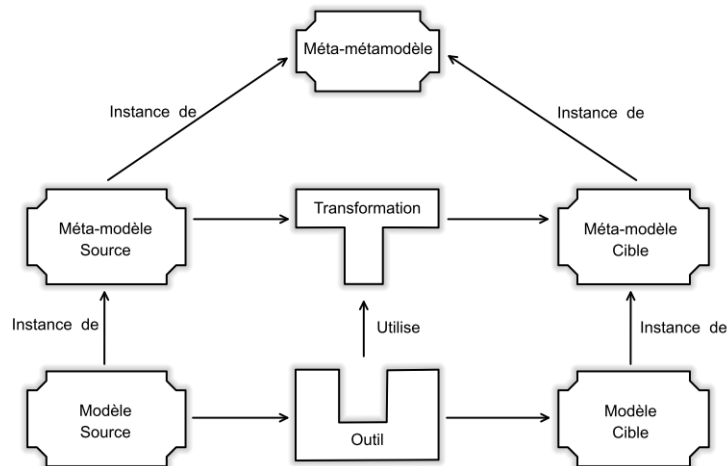 Méta-métamodèle
Instance de
Instance de
Méta-modèle
Source
Transformation
Méta-modèle
Cible
Instance de
Utilise
Instance de
Modèle
Source
Outil
Modèle
Cible